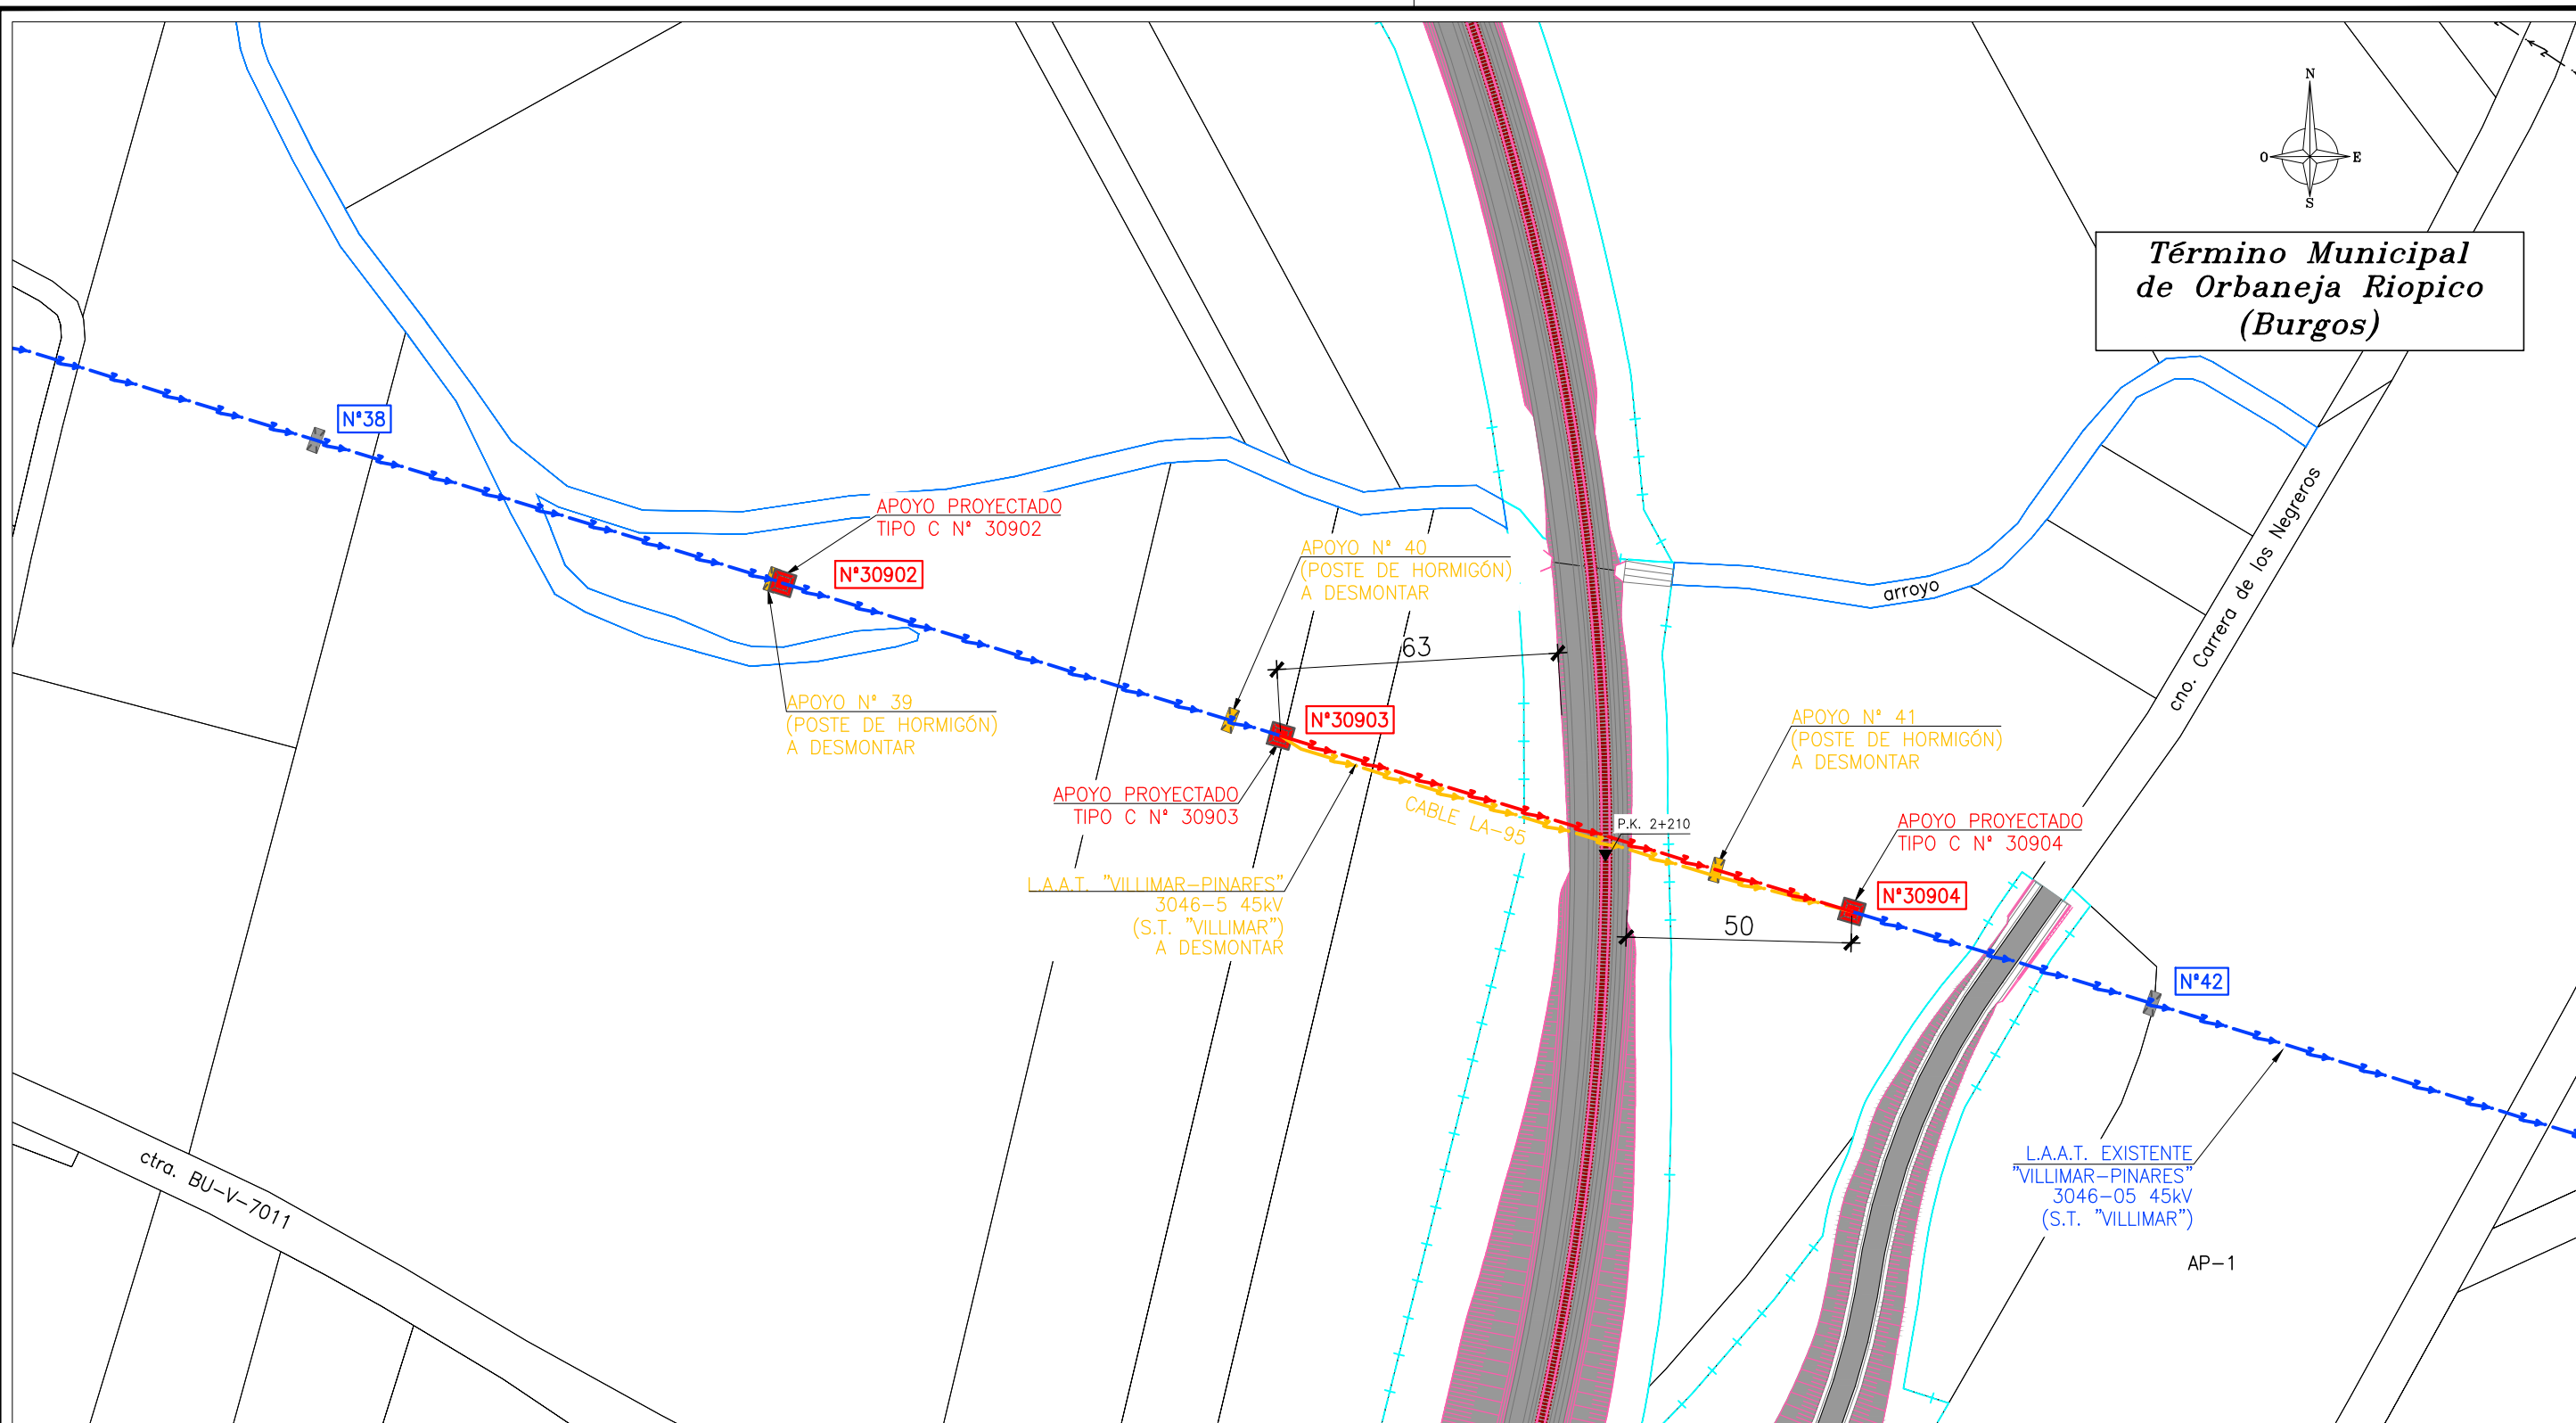 N
O
E
S
Término Municipal
de Orbaneja Riopico
(Burgos)
Nº38
APOYO PROYECTADO
TIPO C Nº 30902
Nº30902
APOYO Nº 40
(POSTE DE HORMIGÓN)
A DESMONTAR
arroyo
cno. Carrera de los Negreros
63
APOYO Nº 39
(POSTE DE HORMIGÓN)
A DESMONTAR
Nº30903
APOYO Nº 41
(POSTE DE HORMIGÓN)
A DESMONTAR
APOYO PROYECTADO
TIPO C Nº 30903
CABLE LA-95
P.K. 2+210
APOYO PROYECTADO
TIPO C Nº 30904
L.A.A.T. "VILLIMAR-PINARES"
3046-5 45kV
(S.T. "VILLIMAR")
A DESMONTAR
Nº30904
50
Nº42
ctra. BU-V-7011
L.A.A.T. EXISTENTE
"VILLIMAR-PINARES"
3046-05 45kV
(S.T. "VILLIMAR")
AP-1